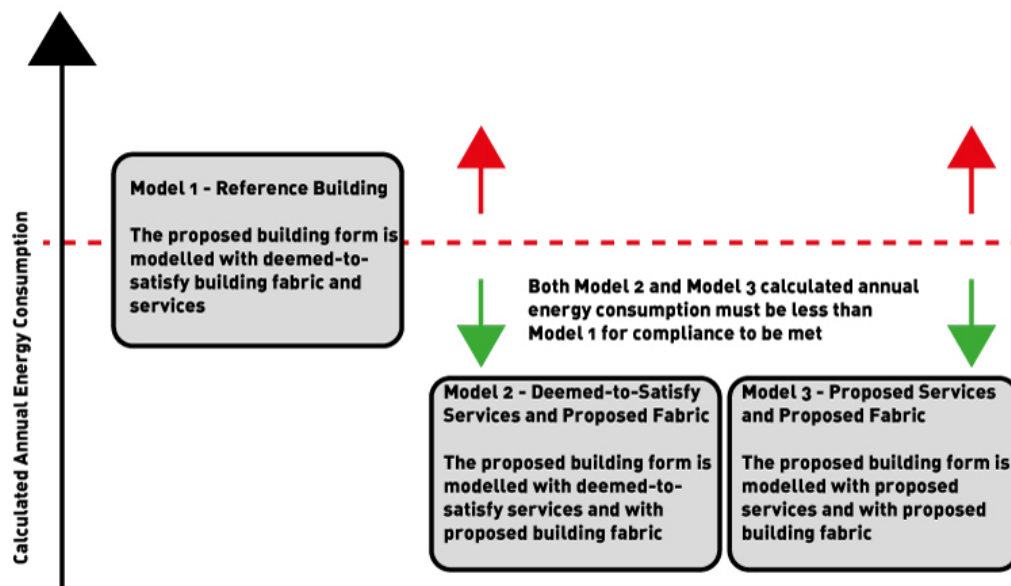 Calculated Annual Energy Consumption
Model 1 - Reference Building
The proposed building form is
modelled with deemed-to-
satisfy building fabric and
services
Both Model 2 and Model 3 calculated annual
energy consumption must be less than
Model 1 for compliance to be met
Model 2 - Deemed-to-Satisfy
Services and Proposed Fabric
The proposed building form is
modelled with deemed-to-
satisfy services and with
proposed building fabric
Model 3 - Proposed Services
and Proposed Fabric
The proposed building form is
modelled with proposed
services and with proposed
building fabric